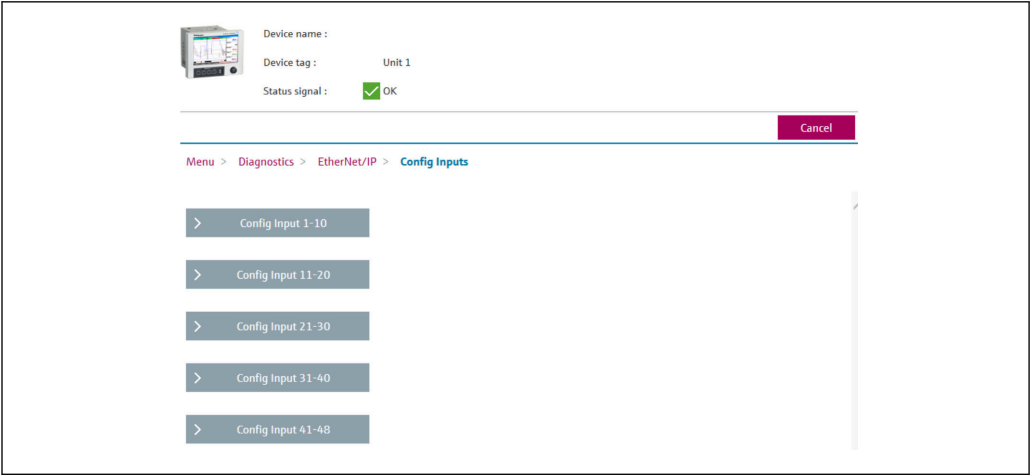 Device name :
Device tag : Unit 1
Status signal : OK
Cancel
Menu > Diagnostics > EtherNet/IP > Config Inputs
Config Input 1-10
Config Input 11-20
Config Input 21-30
Config Input 31-40
Config Input 41-48